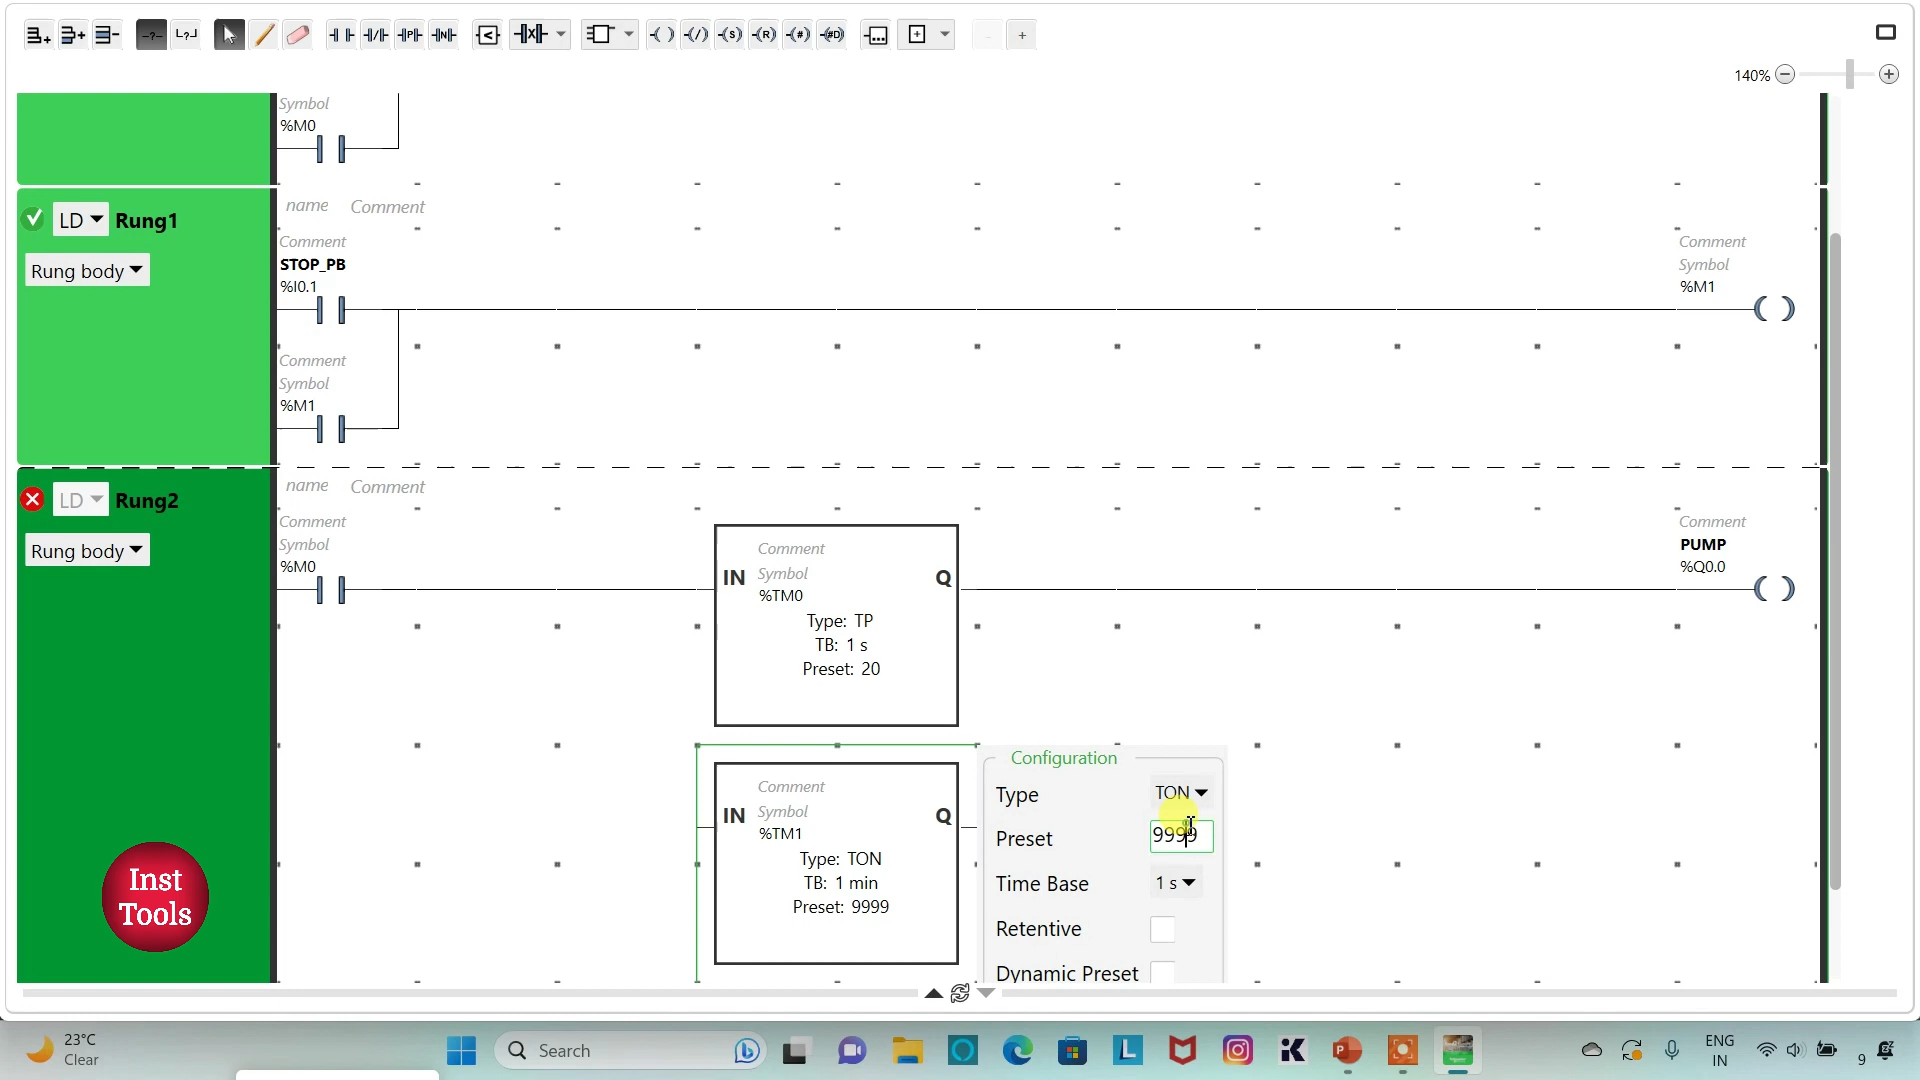 140%
Symbol
%M0
LD
Rung1
name
Comment
Comment
STOP_PB
%I0.1
Rung body
Comment
Symbol
%M1
Comment
Symbol
%M1
LD
Rung2
name
Comment
Comment
Symbol
%M0
Rung body
Comment
IN
Symbol
Q
%TM0
Type: TP
TB: 1 s
Preset: 20
Comment
PUMP
%Q0.0
Comment
IN
Symbol
Q
%TM1
Type: TON
TB: 1 min
Preset: 9999
Configuration
Type
TON
Preset
9999
Time Base
1 s
Retentive
Dynamic Preset
Inst
Tools
23°C
Clear
Search
ENG
IN
9